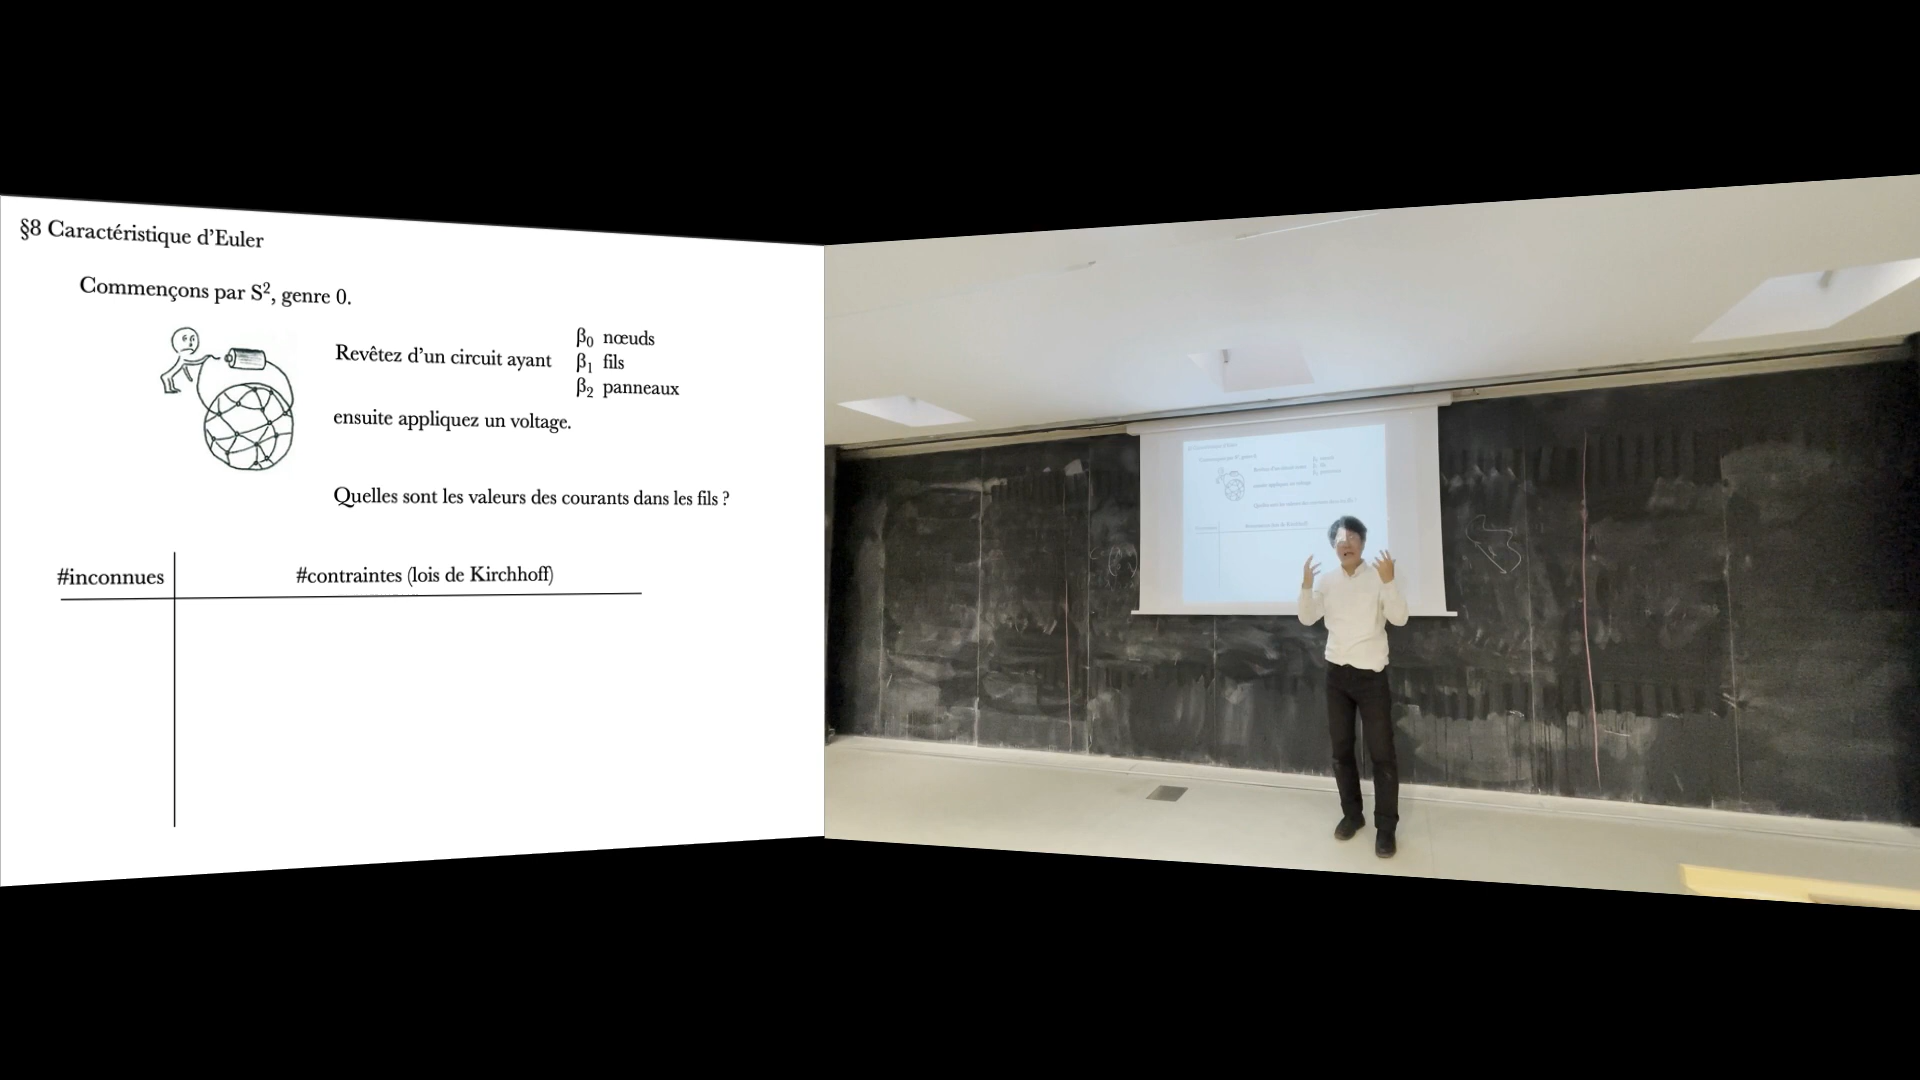 §8 Caractéristique d'Euler
Commençons par S², genre 0.
Revêtez d'un circuit ayant
β₀ nœuds
β₁ fils
β₂ panneaux
ensuite appliquez un voltage.
Quelles sont les valeurs des courants dans les fils ?
#inconnues
#contraintes (lois de Kirchhoff)